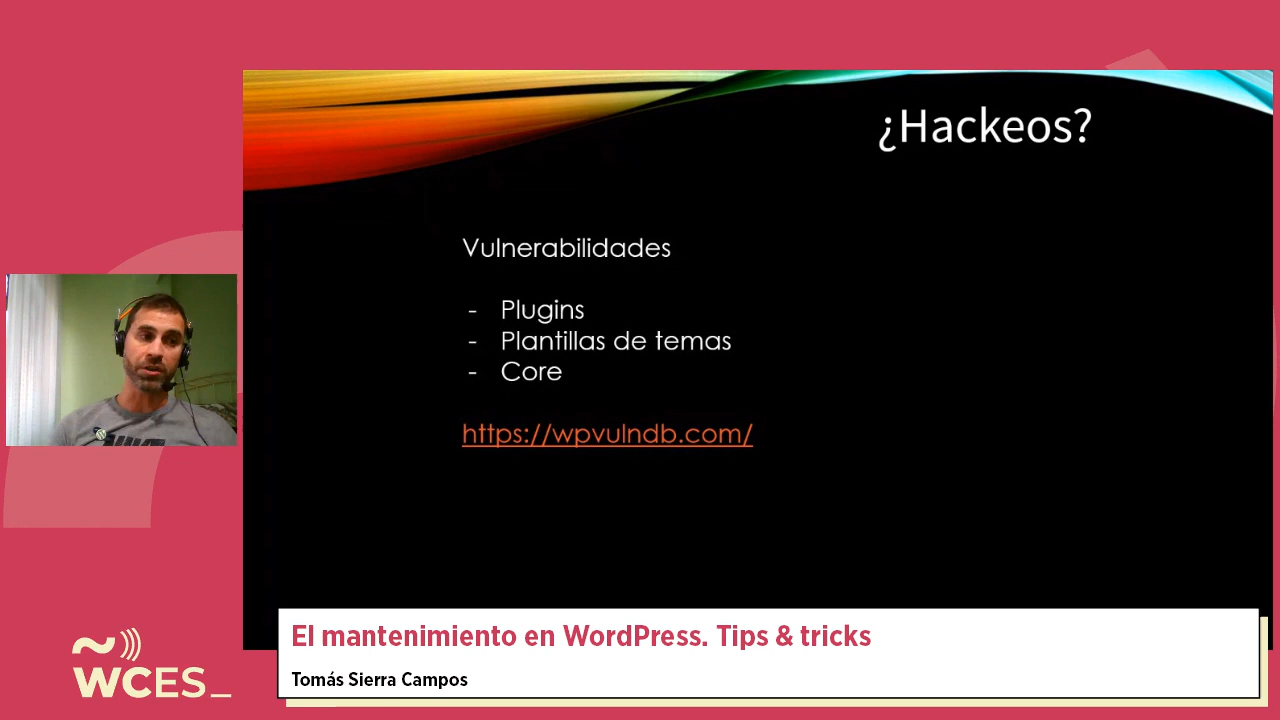 ¿Hackeos?
Vulnerabilidades
- Plugins
- Plantillas de temas
- Core
https://wpvulndb.com/
El mantenimiento en WordPress. Tips & tricks
Tomás Sierra Campos
WCES_